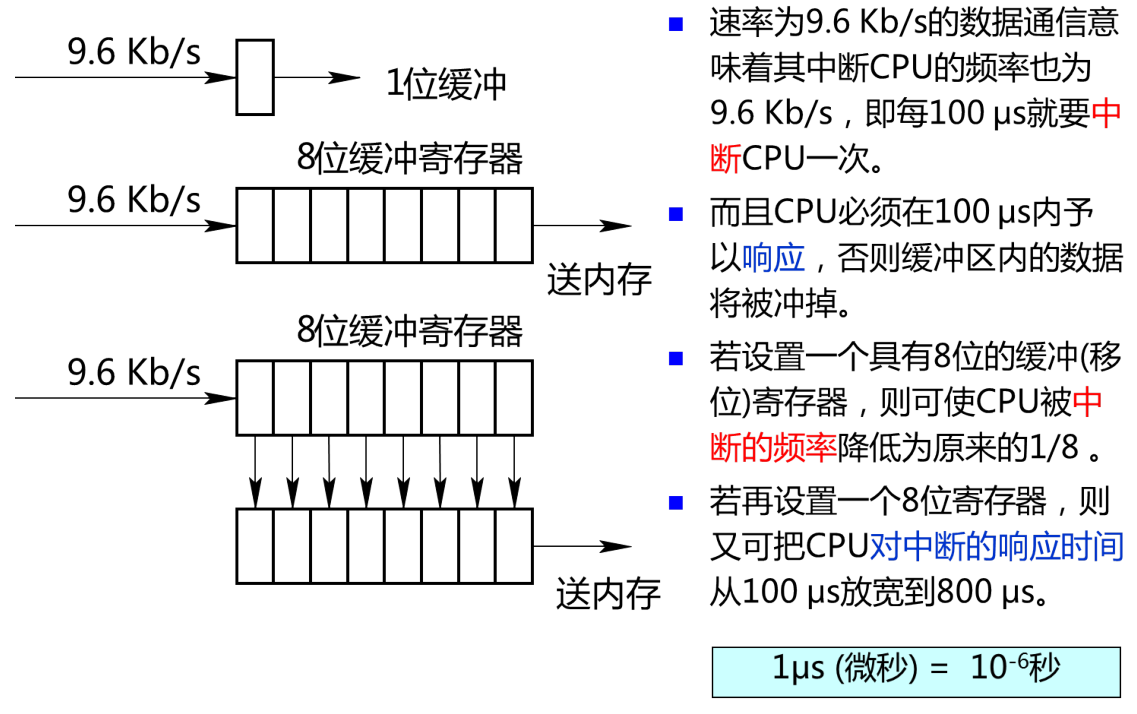 9.6 Kb/s
1位缓冲
8位缓冲寄存器
9.6 Kb/s
送内存
8位缓冲寄存器
9.6 Kb/s
送内存
速率为9.6 Kb/s的数据通信意
味着其中断CPU的频率也为
9.6 Kb/s，即每100 μs就要中
断CPU一次。
而且CPU必须在100 μs内予
以响应，否则缓冲区内的数据
将被冲掉。
若设置一个具有8位的缓冲(移
位)寄存器，则可使CPU被中
断的频率降低为原来的1/8 。
若再设置一个8位寄存器，则
又可把CPU对中断的响应时间
从100 μs放宽到800 μs。
1μs (微秒) = 10⁻⁶秒